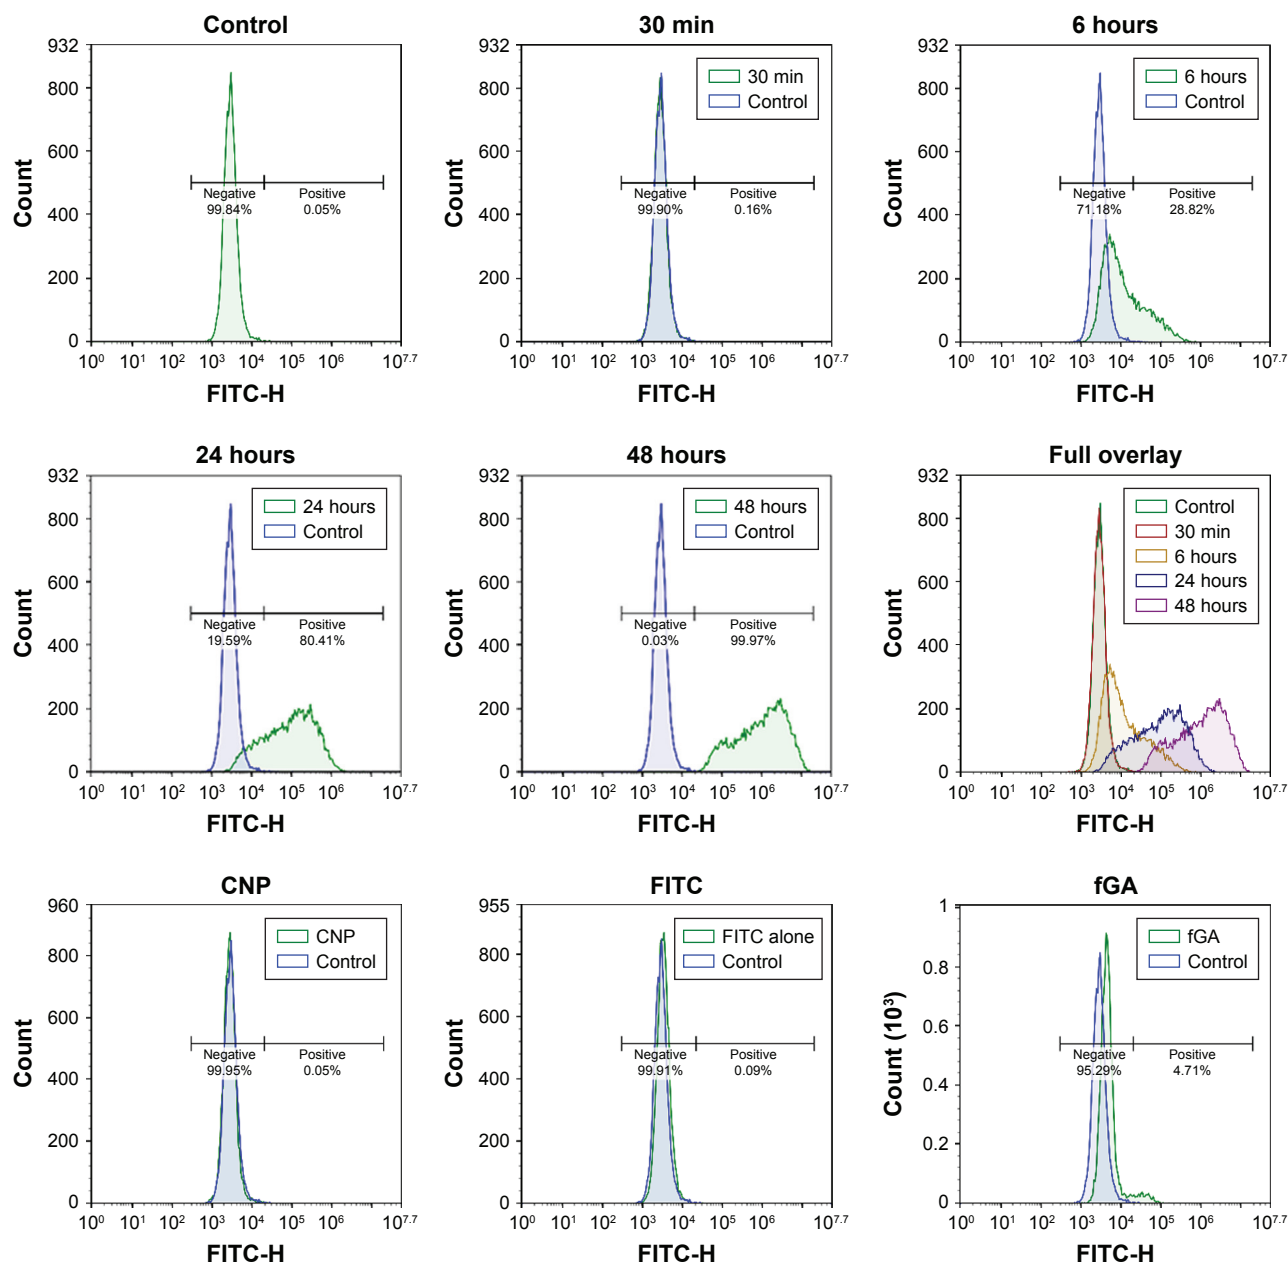 Control
932
800
600
400
200
0
Count
Negative
99.84%
Positive
0.05%
10⁰ 10¹ 10² 10³ 10⁴ 10⁵ 10⁶ 10⁷·⁷
FITC-H
30 min
932
800
600
400
200
0
Count
30 min
Control
Negative
99.90%
Positive
0.16%
10⁰ 10¹ 10² 10³ 10⁴ 10⁵ 10⁶ 10⁷·⁷
FITC-H
6 hours
932
800
600
400
200
0
Count
6 hours
Control
Negative
71.18%
Positive
28.82%
10⁰ 10¹ 10² 10³ 10⁴ 10⁵ 10⁶ 10⁷·⁷
FITC-H
24 hours
932
800
600
400
200
0
Count
24 hours
Control
Negative
19.59%
Positive
80.41%
10⁰ 10¹ 10² 10³ 10⁴ 10⁵ 10⁶ 10⁷·⁷
FITC-H
48 hours
932
800
600
400
200
0
Count
48 hours
Control
Negative
0.03%
Positive
99.97%
10⁰ 10¹ 10² 10³ 10⁴ 10⁵ 10⁶ 10⁷·⁷
FITC-H
Full overlay
932
800
600
400
200
0
Count
Control
30 min
6 hours
24 hours
48 hours
10⁰ 10¹ 10² 10³ 10⁴ 10⁵ 10⁶ 10⁷·⁷
FITC-H
CNP
960
800
600
400
200
0
Count
CNP
Control
Negative
99.95%
Positive
0.05%
10⁰ 10¹ 10² 10³ 10⁴ 10⁵ 10⁶ 10⁷·⁷
FITC-H
FITC
955
800
600
400
200
0
Count
FITC alone
Control
Negative
99.91%
Positive
0.09%
10⁰ 10¹ 10² 10³ 10⁴ 10⁵ 10⁶ 10⁷·⁷
FITC-H
fGA
1
0.8
0.6
0.4
0.2
0
Count (10³)
fGA
Control
Negative
95.29%
Positive
4.71%
10⁰ 10¹ 10² 10³ 10⁴ 10⁵ 10⁶ 10⁷·⁷
FITC-H